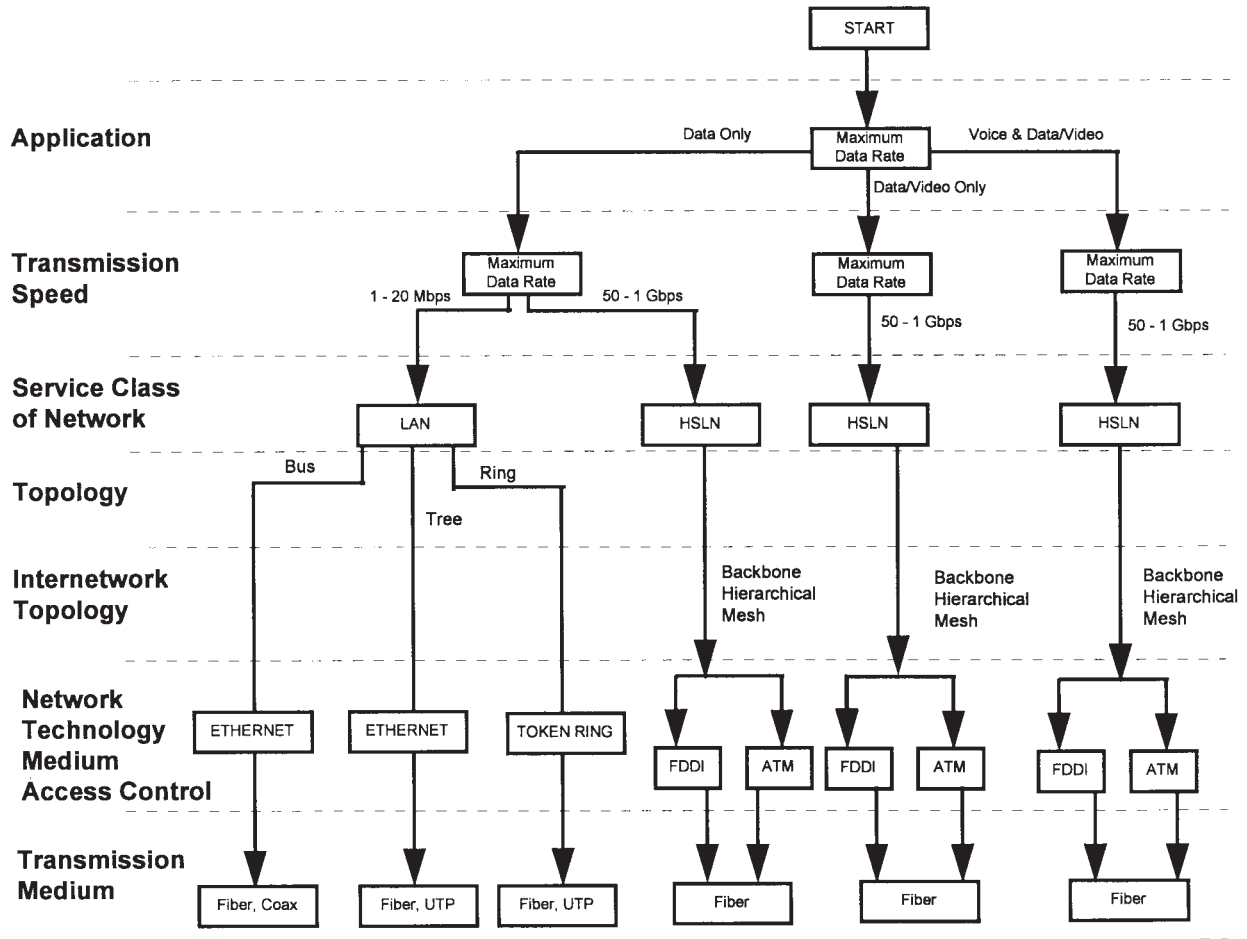 START
Application
Data Only
Maximum
Data Rate
Voice & Data/Video
Data/Video Only
Transmission
Speed
Maximum
Data Rate
Maximum
Data Rate
Maximum
Data Rate
1 - 20 Mbps
50 - 1 Gbps
50 - 1 Gbps
50 - 1 Gbps
Service Class
of Network
LAN
HSLN
HSLN
HSLN
Topology
Bus
Ring
Tree
Internetwork
Topology
Backbone
Hierarchical
Mesh
Backbone
Hierarchical
Mesh
Backbone
Hierarchical
Mesh
Network
Technology
Medium
Access Control
ETHERNET
ETHERNET
TOKEN RING
FDDI
ATM
FDDI
ATM
FDDI
ATM
Transmission
Medium
Fiber, Coax
Fiber, UTP
Fiber, UTP
Fiber
Fiber
Fiber